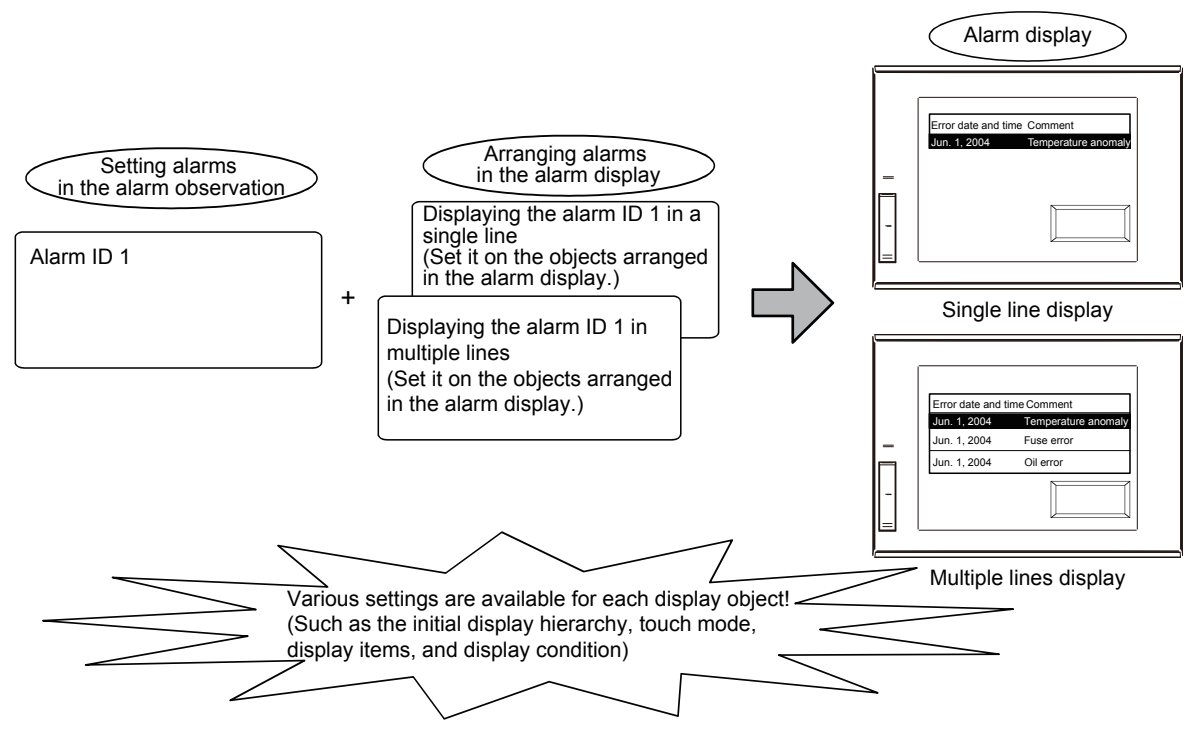 Setting alarms
in the alarm observation
Alarm ID 1
+
Arranging alarms
in the alarm display
Displaying the alarm ID 1 in a
single line
(Set it on the objects arranged
in the alarm display.)
Displaying the alarm ID 1 in
multiple lines
(Set it on the objects arranged
in the alarm display.)
Alarm display
Error date and time Comment
Jun. 1, 2004 Temperature anomaly
Single line display
Error date and time Comment
Jun. 1, 2004 Temperature anomaly
Jun. 1, 2004 Fuse error
Jun. 1, 2004 Oil error
Multiple lines display
Various settings are available for each display object!
(Such as the initial display hierarchy, touch mode,
display items, and display condition)